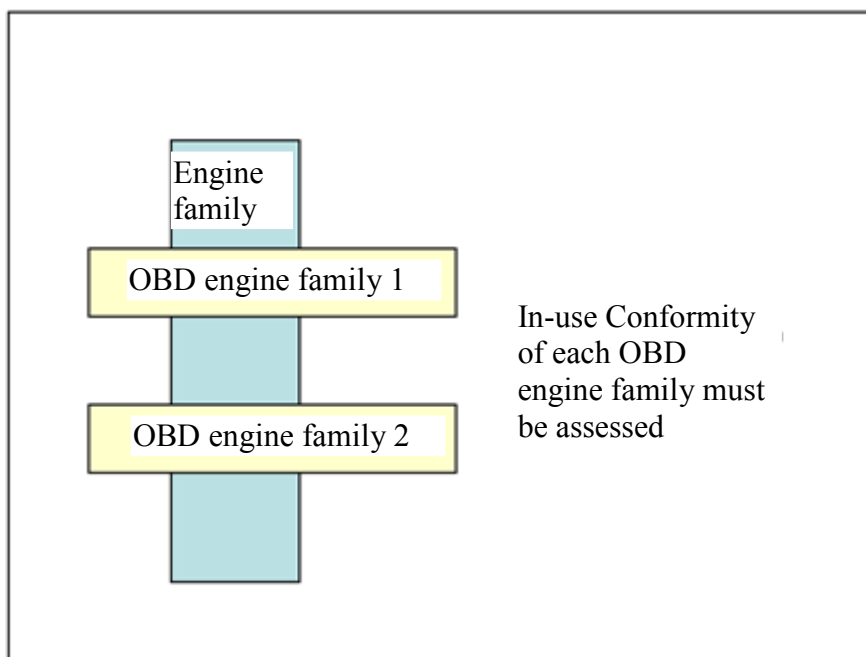 Engine
family
OBD engine family 1
OBD engine family 2
In-use Conformity
of each OBD
engine family must
be assessed